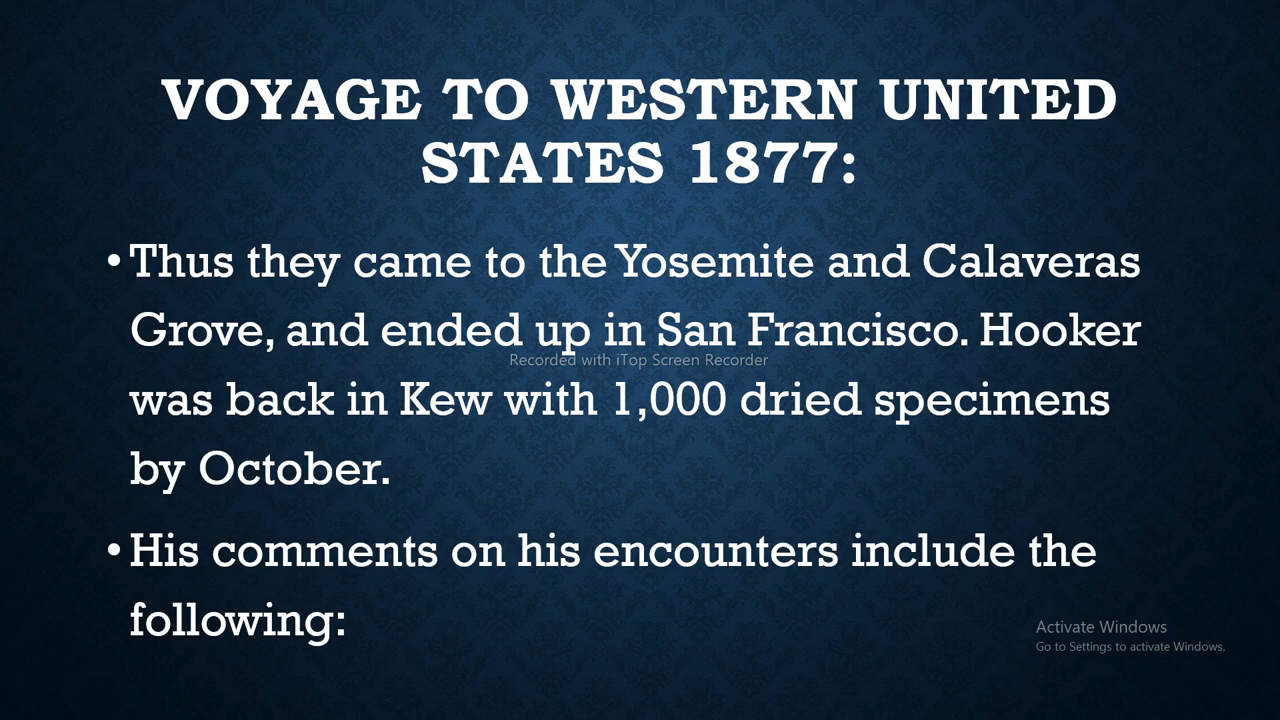 VOYAGE TO WESTERN UNITED
STATES 1877:
• Thus they came to the Yosemite and Calaveras
Grove, and ended up in San Francisco. Hooker
Recorded with iTop Screen Recorder
was back in Kew with 1,000 dried specimens
by October.
• His comments on his encounters include the
following:
Activate Windows
Go to Settings to activate Windows.